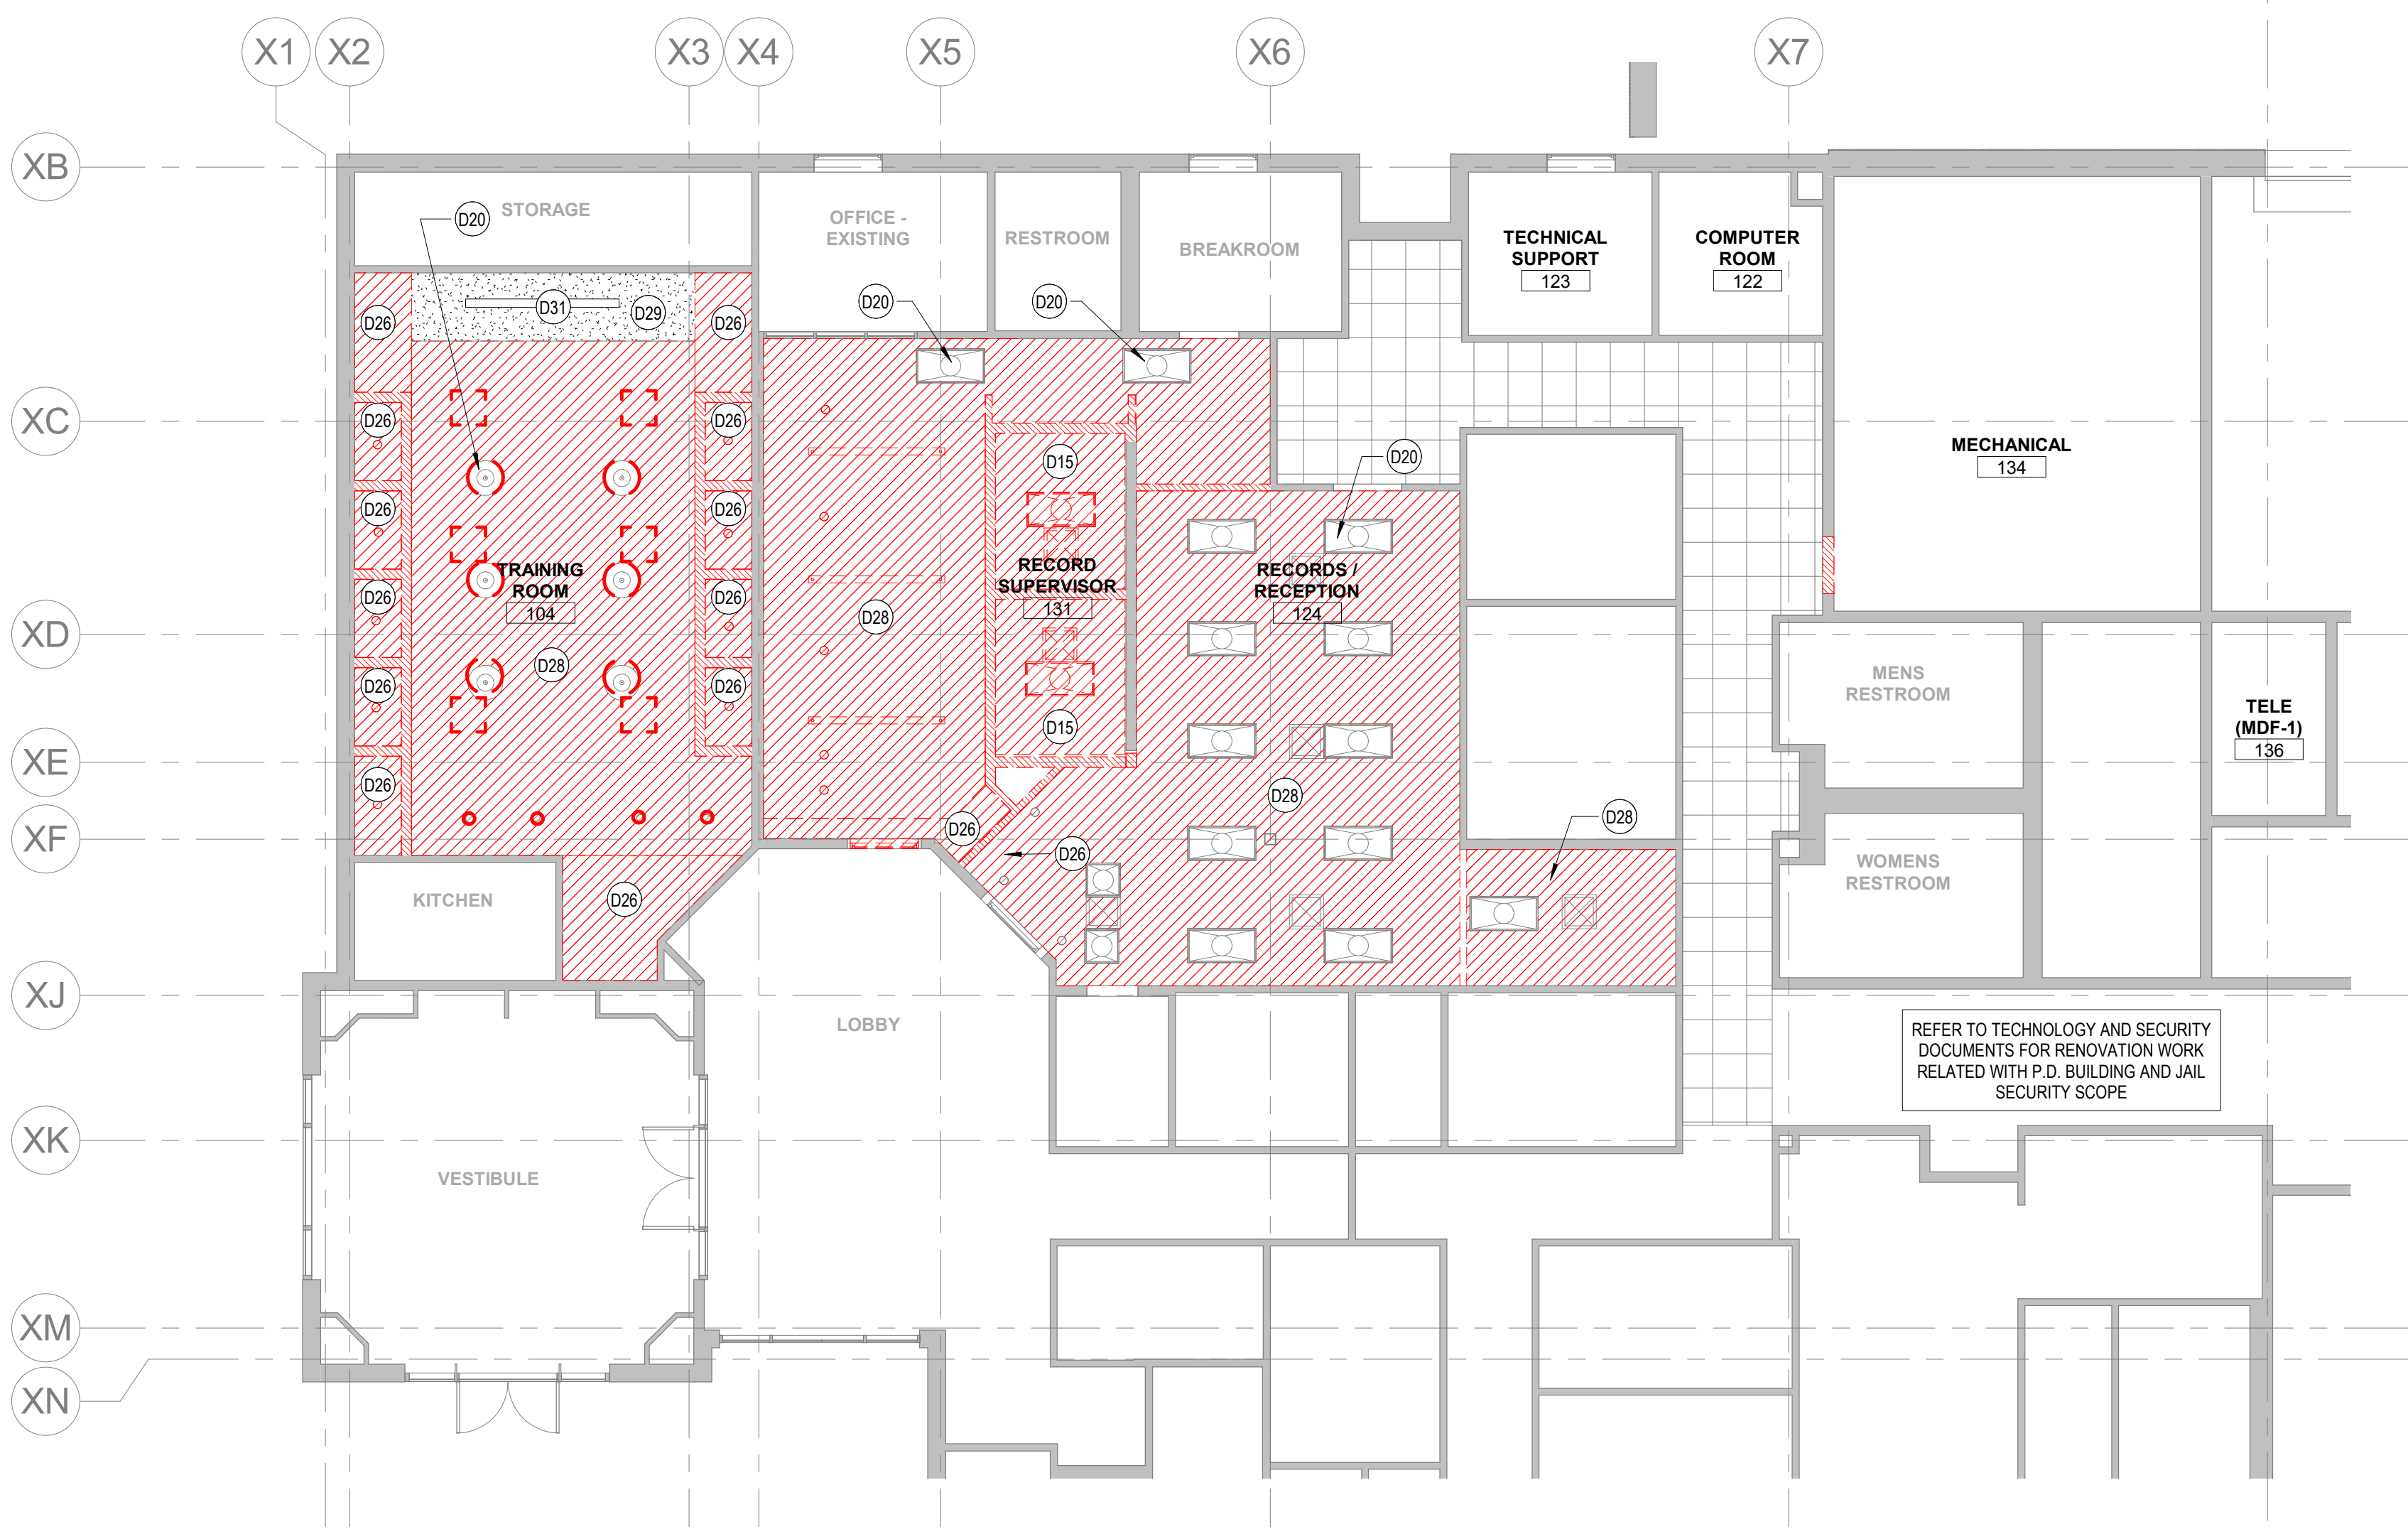 X1
X2
X3
X4
X5
X6
X7
XB
XC
XD
XE
XF
XJ
XK
XM
XN
STORAGE
D20
OFFICE -
EXISTING
RESTROOM
BREAKROOM
TECHNICAL
SUPPORT
123
COMPUTER
ROOM
122
D20
D20
D26
D31
D29
D26
D26
D26
D15
D20
MECHANICAL
134
D26
D26
TRAINING
ROOM
104
D26
D26
D28
RECORD
SUPERVISOR
131
RECORDS /
RECEPTION
124
D28
D26
D26
D15
MENS
RESTROOM
TELE
(MDF-1)
136
D26
D28
D28
D26
D26
WOMENS
RESTROOM
KITCHEN
D26
LOBBY
REFER TO TECHNOLOGY AND SECURITY
DOCUMENTS FOR RENOVATION WORK
RELATED WITH P.D. BUILDING AND JAIL
SECURITY SCOPE
VESTIBULE